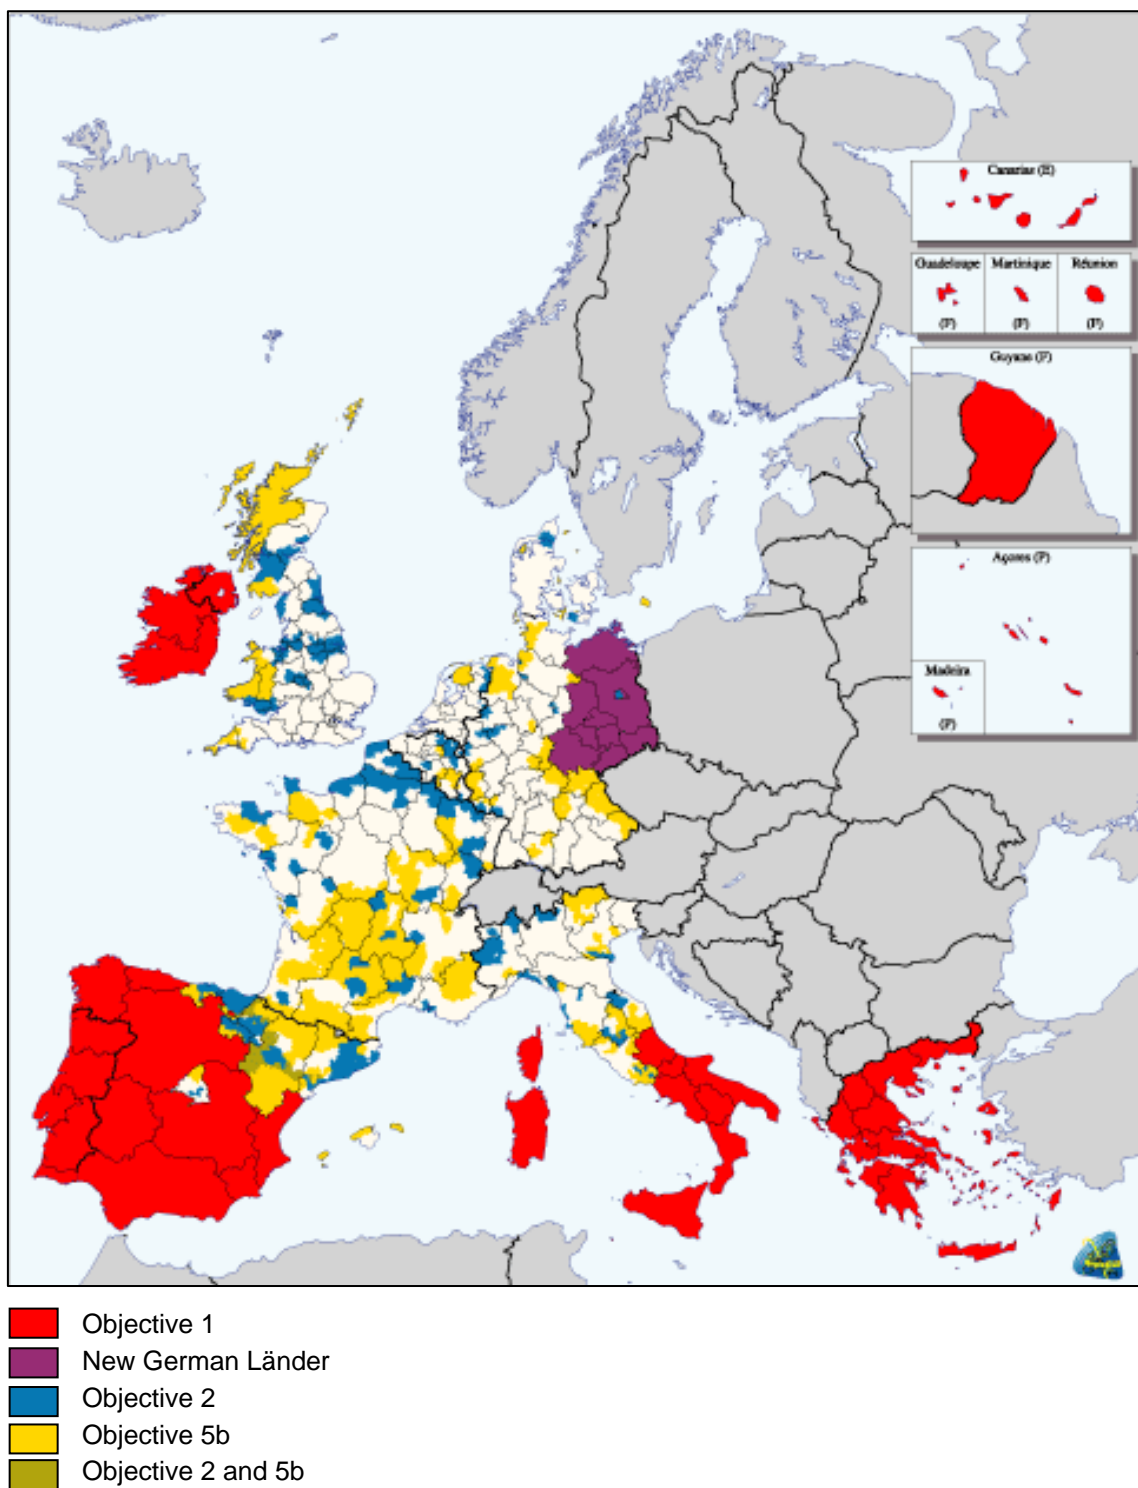 Canarias (E)
Guadeloupe Martinique Réunion
(F) (F) (F)
Guyane (F)
Açores (P)
Madeira
(P)
Objective 1
New German Länder
Objective 2
Objective 5b
Objective 2 and 5b